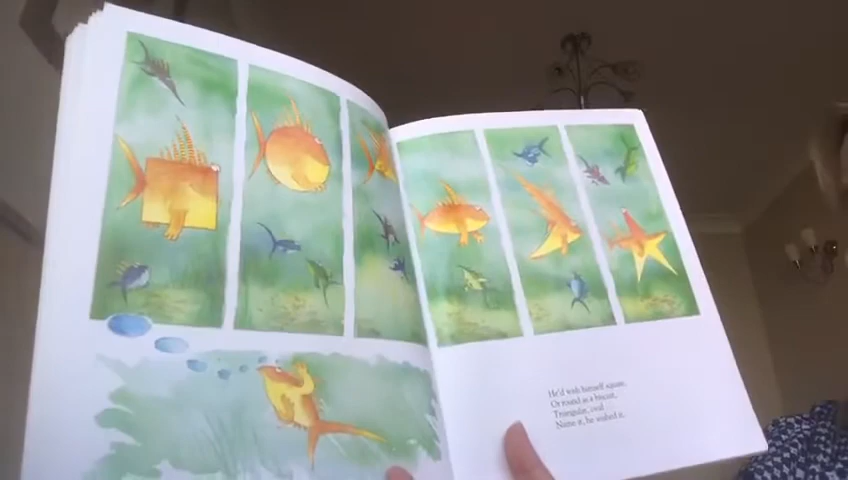 He'd wish himself square,
Or round as a biscuit,
Triangular, oval.
Name it, he wished it.